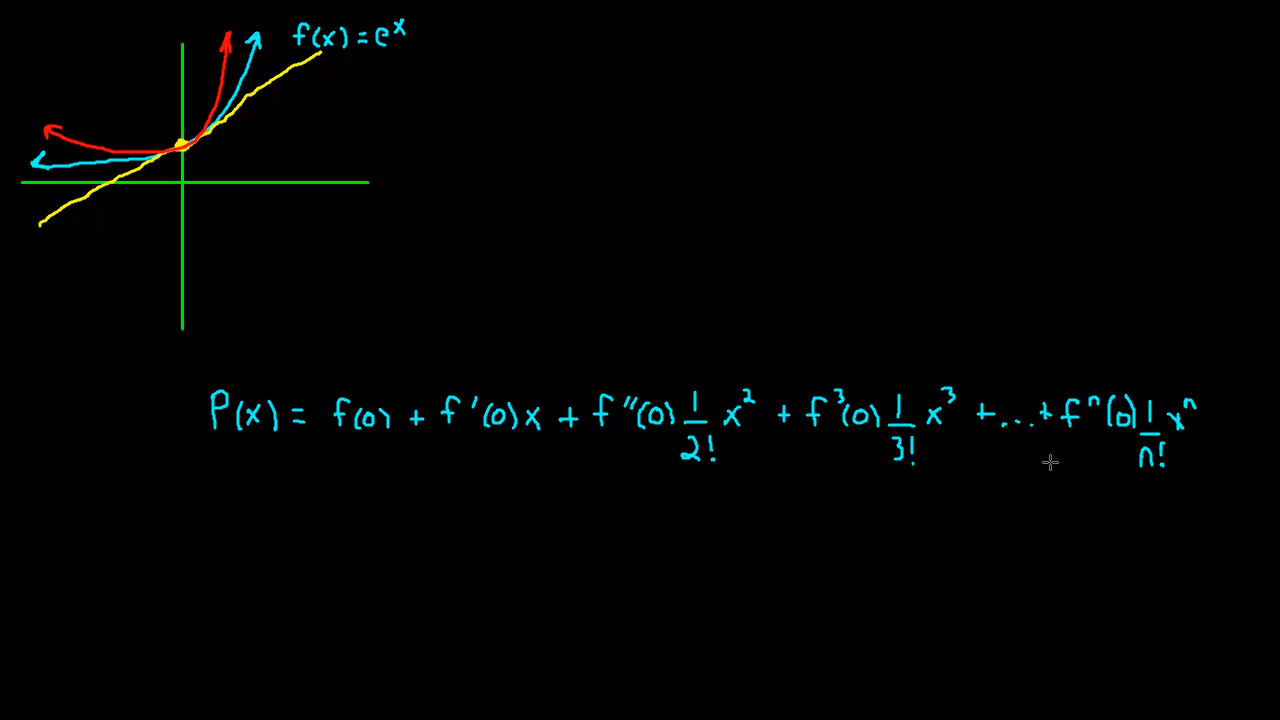 f(x) = e^x
P(x) = f(0) + f'(0)x + f''(0) 1/2! x^2 + f^3(0) 1/3! x^3 + ... + f^n(0) 1/n! x^n